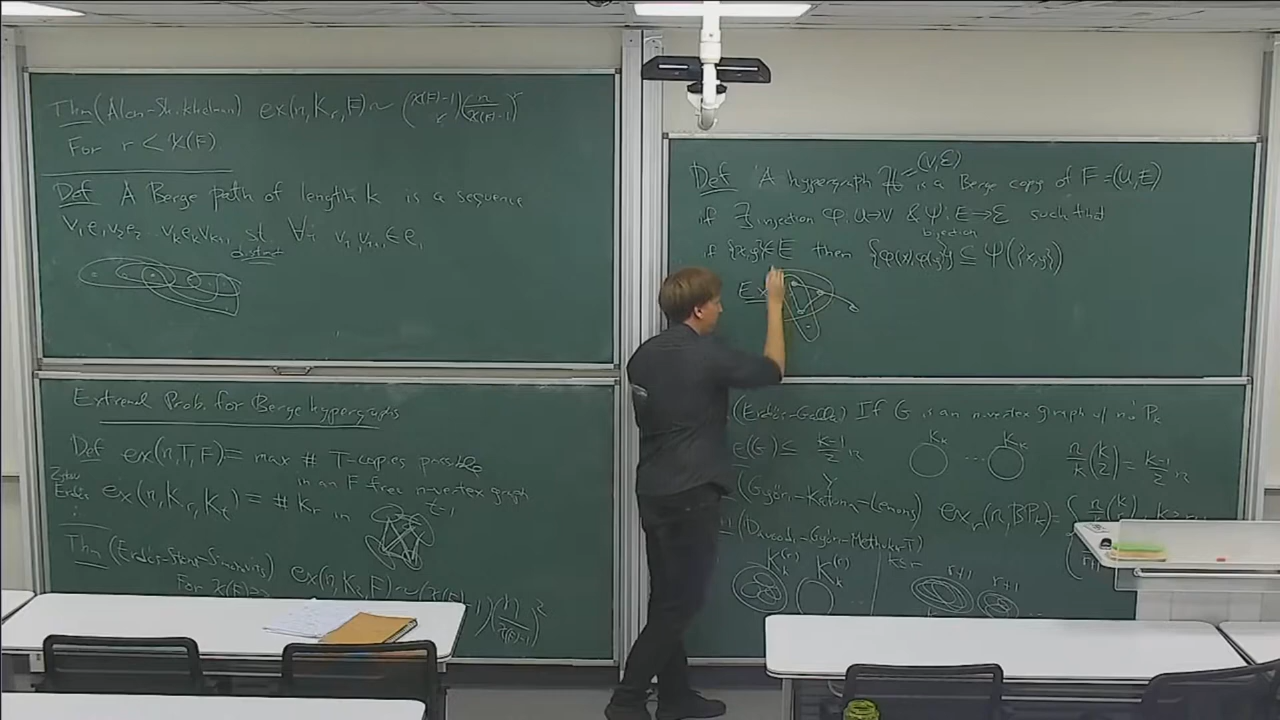 Thm (Alon-Shikhelman) ex(n, K_r, F) ~ (χ(F)-1 r)(n/χ(F)-1)^r
For r < χ(F)
Def A Berge path of length k is a sequence
v_1 e_1 v_2 e_2 ... v_k e_k v_{k+1} st ∀i v_i, v_{i+1} ∈ e_i
distinct
Extremal Prob. for Berge hypergraphs
Def ex(n, T, F) = max # T-copies possible
in an F-free n-vertex graph
Erdős ex(n, K_r, K_t) = # K_r in
t-1
Thm (Erdős-Stone-Simonovits)
For ex(n, K_2, F) ~ (n/χ(F)-1)^2
Def A hypergraph H = (V, ℰ) is a Berge copy of F = (U, E)
if ∃ injection φ: U→V & Ψ: E→ℰ such that
bijection
if {x,y} ∈ E then {φ(x), φ(y)} ⊆ Ψ({x,y})
Ex
(Erdős-Gallai) If G is an n-vertex graph w/ no P_k
E(G) ≤ k-1/2 n
K_k ... K_k
n/k (k 2) = k-1/2 n
(Győri-Katona-Lemons) ex_r(n, BP_k) =
(Davoodi-Győri-Methuku-T)
K_k^(r) K_k^(r)
r+1 r+1